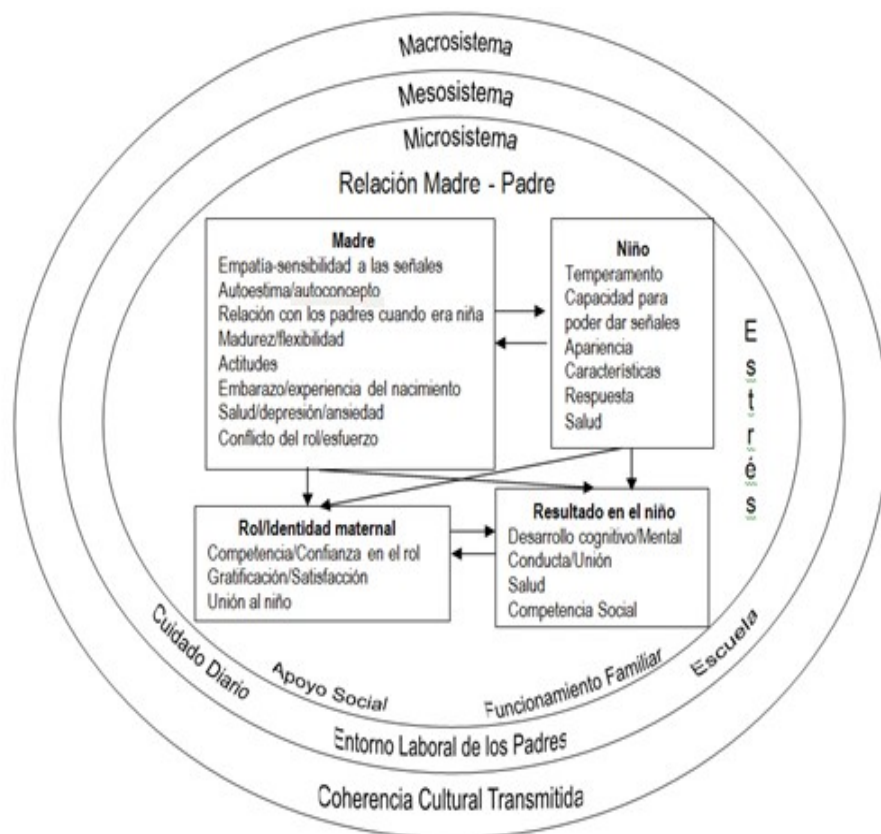 Macrosistema
Mesosistema
Microsistema
Relación Madre - Padre
Madre
Empatía-sensibilidad a las señales
Autoestima/autoconcepto
Relación con los padres cuando era niña
Madurez/flexibilidad
Actitudes
Embarazo/experiencia del nacimiento
Salud/depresión/ansiedad
Conflicto del rol/esfuerzo
Niño
Temperamento
Capacidad para
poder dar señales
Apariencia
Características
Respuesta
Salud
Estrés
Rol/Identidad maternal
Competencia/Confianza en el rol
Gratificación/Satisfacción
Unión al niño
Resultado en el niño
Desarrollo cognitivo/Mental
Conducta/Unión
Salud
Competencia Social
Cuidado Diario
Apoyo Social
Funcionamiento Familiar
Escuela
Entorno Laboral de los Padres
Coherencia Cultural Transmitida